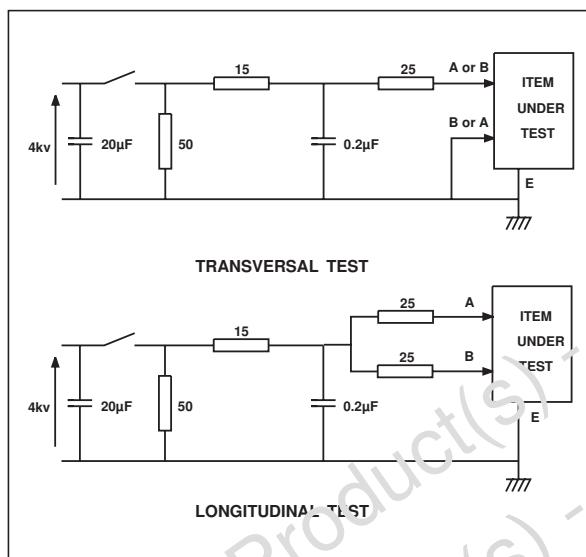 15
25
A or B
ITEM
UNDER
TEST
B or A
4kv
20µF
50
0.2µF
E
TRANSVERSAL TEST
15
25
A
ITEM
UNDER
TEST
25
B
4kv
20µF
50
0.2µF
E
LONGITUDINAL TEST
Product(s) -